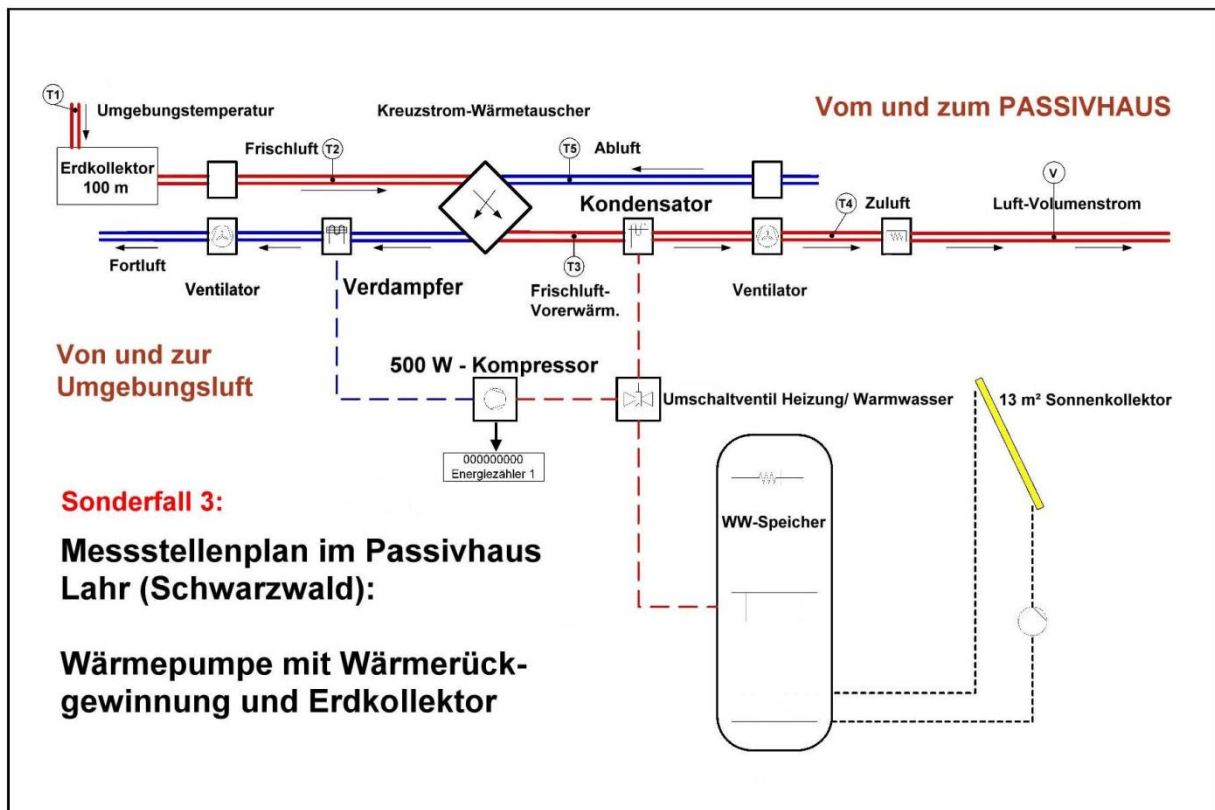 T1
Umgebungstemperatur
Kreuzstrom-Wärmetauscher
Vom und zum PASSIVHAUS
Erdkollektor
100 m
Frischluft
T2
T5
Abluft
V
Kondensator
T4
Zuluft
Luft-Volumenstrom
Fortluft
T3
Ventilator
Verdampfer
Frischluft-
Vorerwärm.
Ventilator
Von und zur
Umgebungsluft
500 W - Kompressor
Umschaltventil Heizung/ Warmwasser
13 m² Sonnenkollektor
000000000
Energiezähler 1
Sonderfall 3:
WW-Speicher
Messstellenplan im Passivhaus
Lahr (Schwarzwald):
Wärmepumpe mit Wärmerück-
gewinnung und Erdkollektor